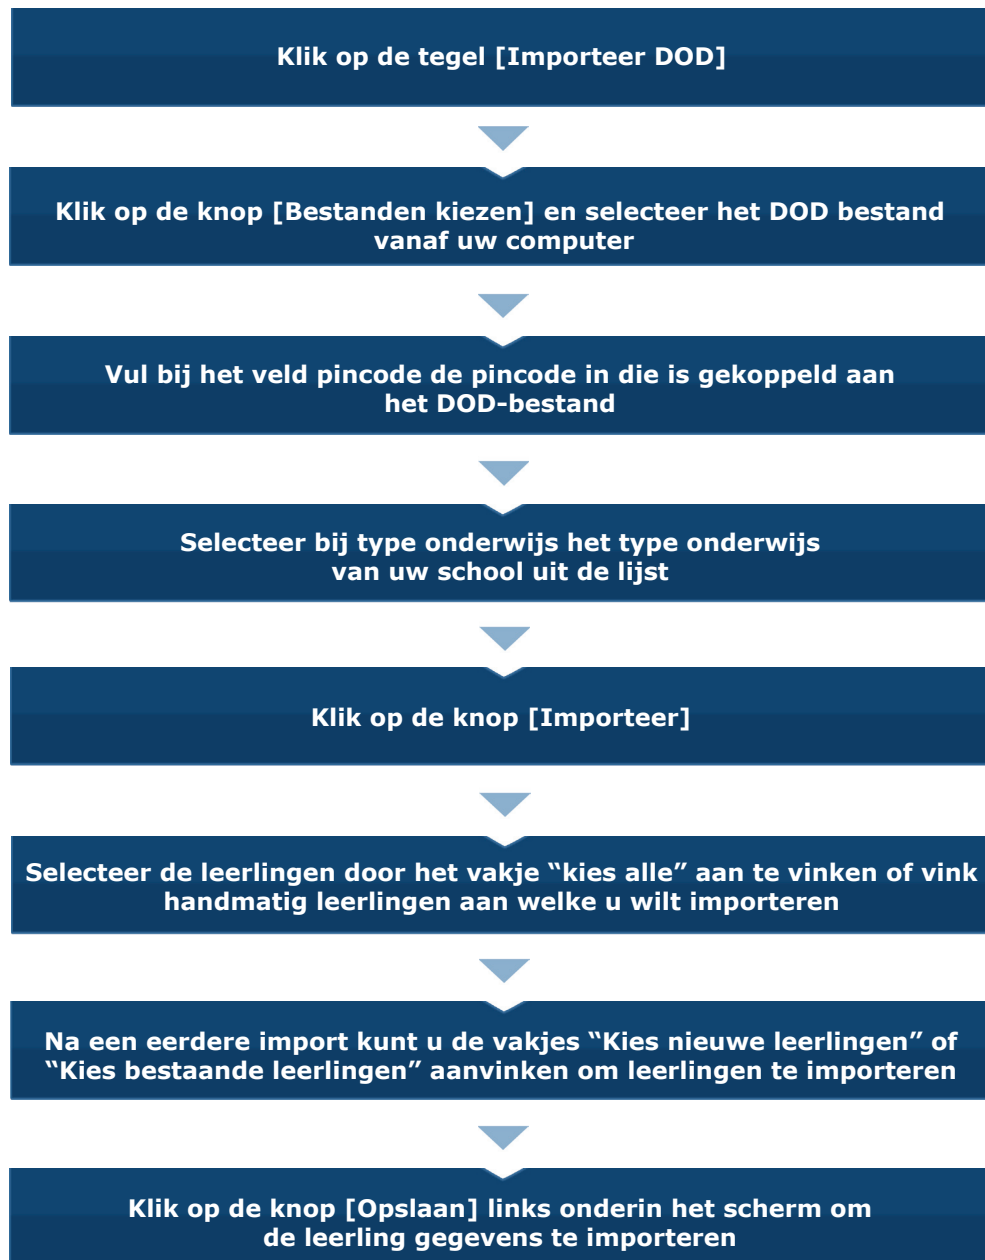 Klik op de tegel [Importeer DOD]
Klik op de knop [Bestanden kiezen] en selecteer het DOD bestand
vanaf uw computer
Vul bij het veld pincode de pincode in die is gekoppeld aan
het DOD-bestand
Selecteer bij type onderwijs het type onderwijs
van uw school uit de lijst
Klik op de knop [Importeer]
Selecteer de leerlingen door het vakje “kies alle” aan te vinken of vink
handmatig leerlingen aan welke u wilt importeren
Na een eerdere import kunt u de vakjes “Kies nieuwe leerlingen” of
“Kies bestaande leerlingen” aanvinken om leerlingen te importeren
Klik op de knop [Opslaan] links onderin het scherm om
de leerling gegevens te importeren